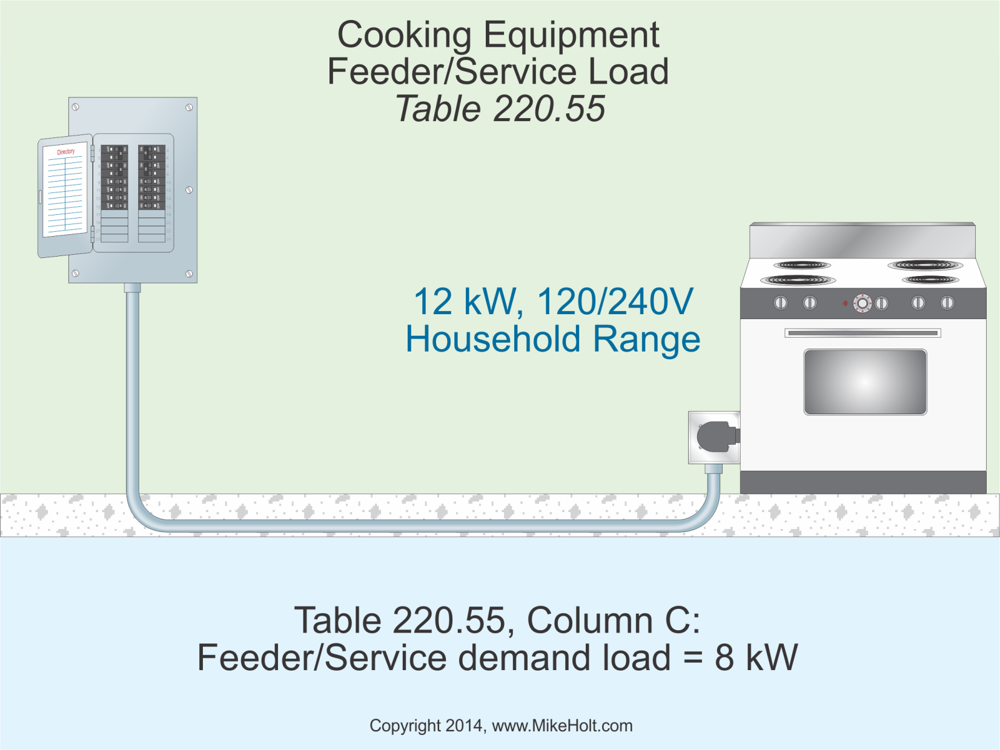 Cooking Equipment
Feeder/Service Load
Table 220.55
Directory
12 kW, 120/240V
Household Range
Table 220.55, Column C:
Feeder/Service demand load = 8 kW
Copyright 2014, www.MikeHolt.com